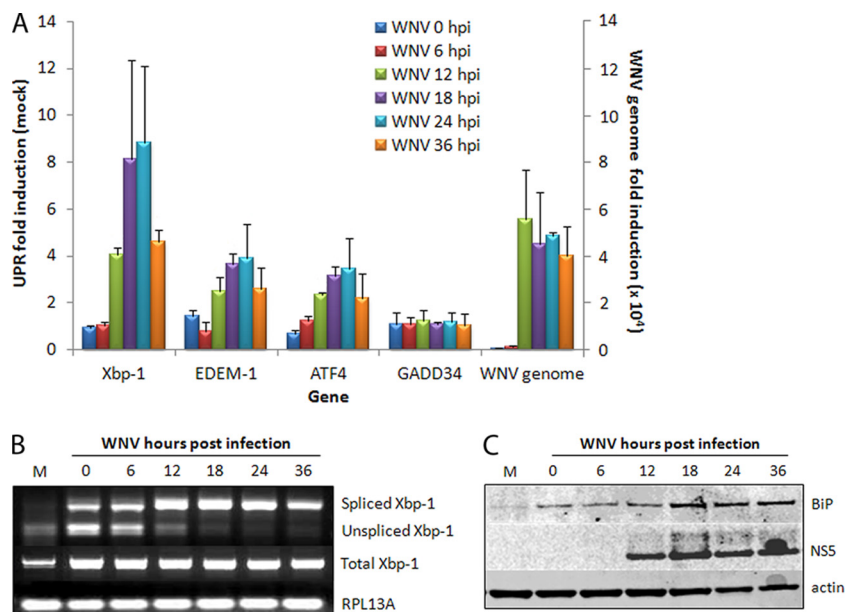 A
UPR fold induction (mock)
14
12
10
8
6
4
2
0
WNV 0 hpi
WNV 6 hpi
WNV 12 hpi
WNV 18 hpi
WNV 24 hpi
WNV 36 hpi
14
12
10
8
6
4
2
0
WNV genome fold induction (x 10⁴)
Xbp-1 EDEM-1 ATF4 GADD34 WNV genome
Gene
B
WNV hours post infection
M 0 6 12 18 24 36
Spliced Xbp-1
Unspliced Xbp-1
Total Xbp-1
RPL13A
C
WNV hours post infection
M 0 6 12 18 24 36
BiP
NS5
actin